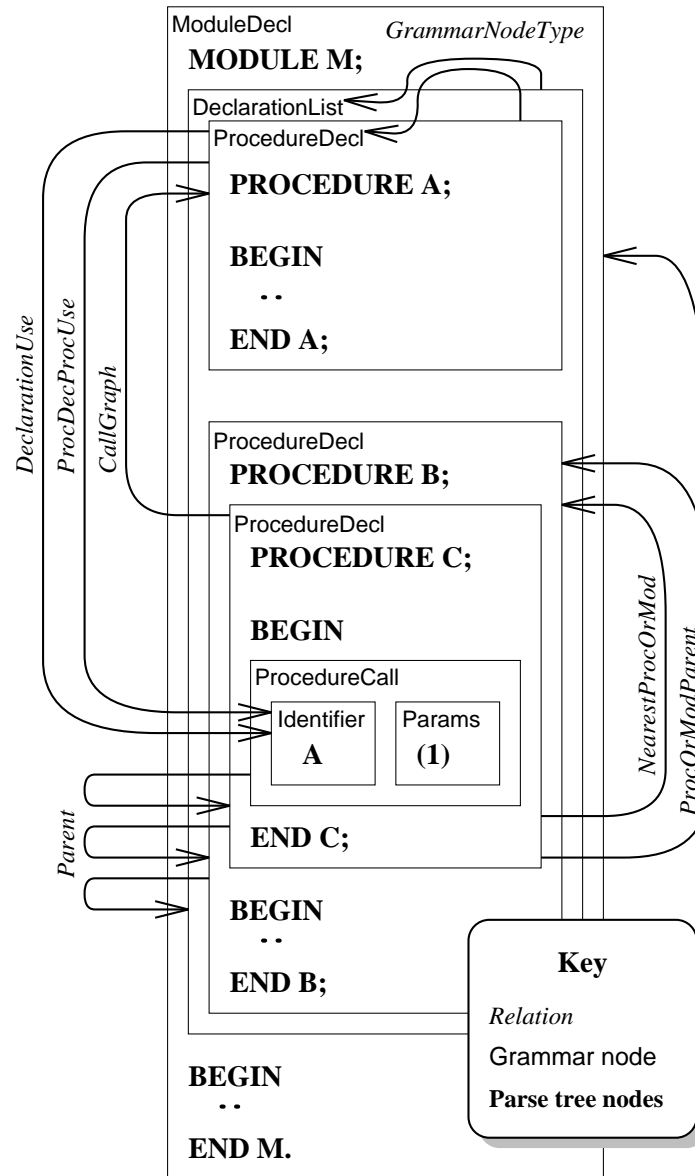 ModuleDecl
GrammarNodeType
MODULE M;
DeclarationList
ProcedureDecl
PROCEDURE A;
BEGIN
..
END A;
DeclarationUse
ProcDecProcUse
CallGraph
ProcedureDecl
PROCEDURE B;
ProcedureDecl
PROCEDURE C;
BEGIN
ProcedureCall
Identifier
A
Params
(1)
NearestProcOrMod
ProcOrModParent
Parent
END C;
BEGIN
..
END B;
Key
Relation
Grammar node
Parse tree nodes
BEGIN
..
END M.